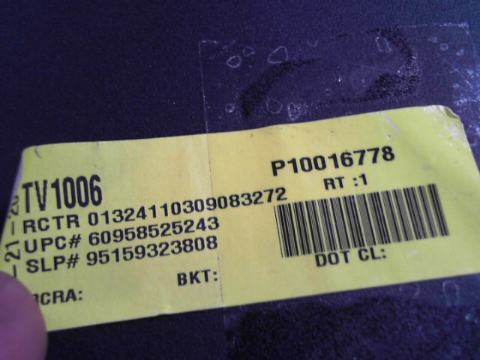 TV1006
P10016778
RCTR 01324110309083272
RT :1
UPC# 60958525243
SLP# 95159323808
BKT:
DOT CL:
RCRA: